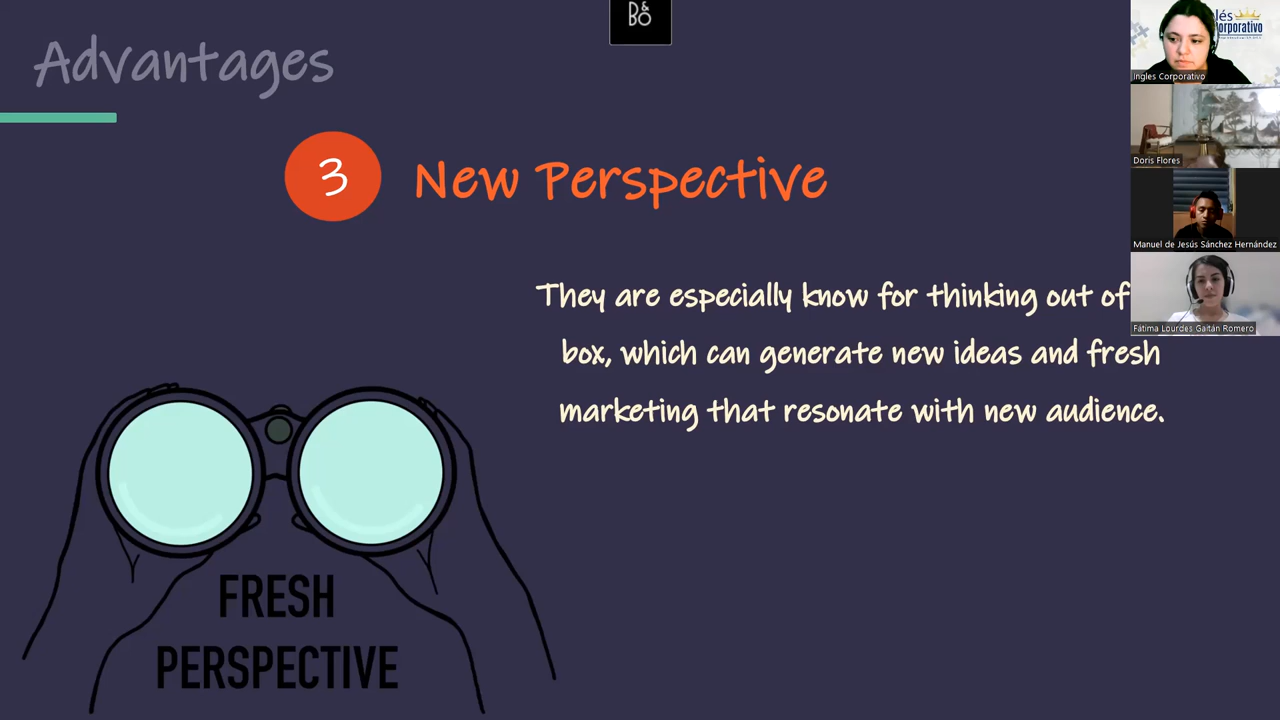 Advantages
B&O
3 New Perspective
They are especially know for thinking out of
box, which can generate new ideas and fresh
marketing that resonate with new audience.
FRESH
PERSPECTIVE
lés
orporativo
Ingles Corporativo
Doris Flores
Manuel de Jesús Sánchez Hernández
Fátima Lourdes Gaitán Romero